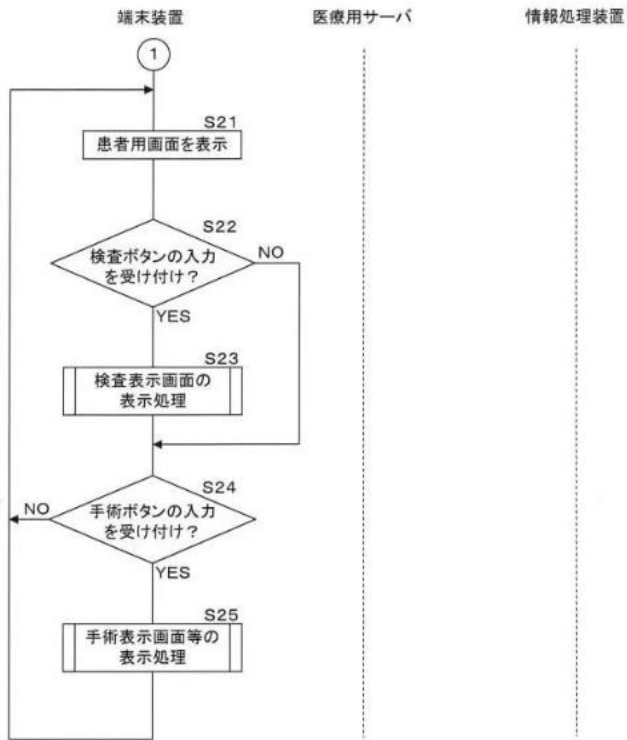 端末装置
医療用サーバ
情報処理装置
1
S21
患者用画面を表示
S22
検査ボタンの入力
を受け付け？
NO
YES
S23
検査表示画面の
表示処理
S24
NO
手術ボタンの入力
を受け付け？
YES
S25
手術表示画面等の
表示処理